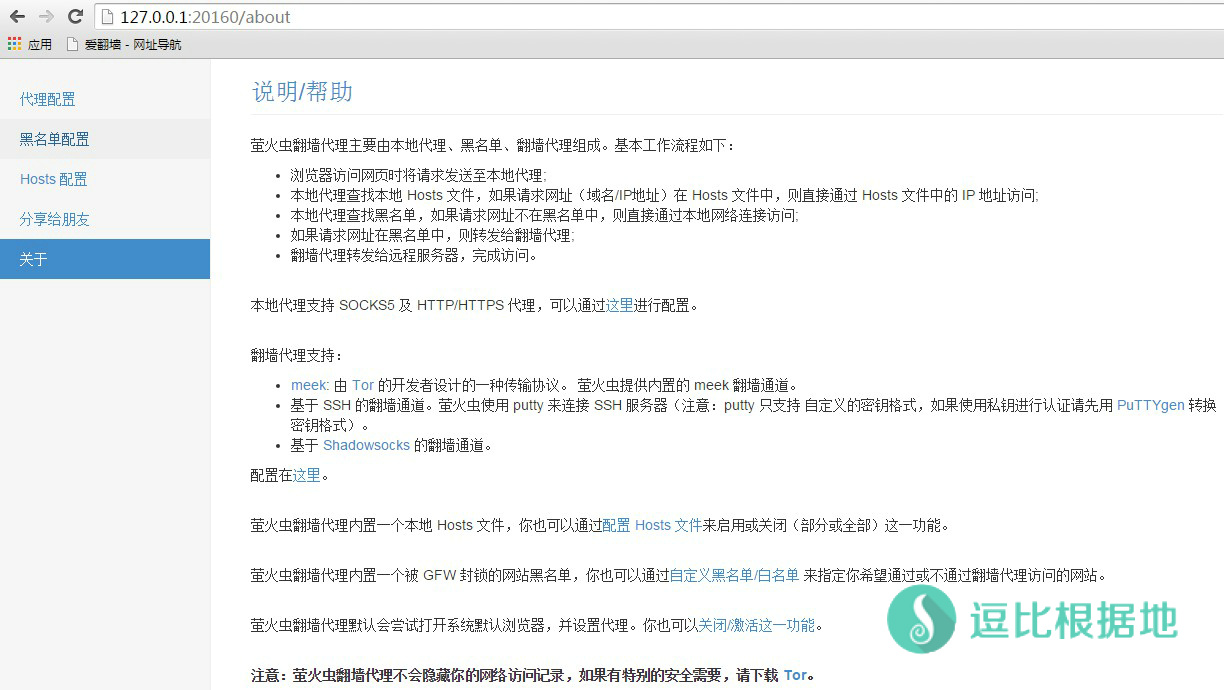 127.0.0.1:20160/about
应用 爱翻墙 - 网址导航
代理配置
黑名单配置
Hosts 配置
分享给朋友
关于
说明/帮助
萤火虫翻墙代理主要由本地代理、黑名单、翻墙代理组成。基本工作流程如下：
• 浏览器访问网页时将请求发送至本地代理;
• 本地代理查找本地 Hosts 文件，如果请求网址（域名/IP地址）在 Hosts 文件中，则直接通过 Hosts 文件中的 IP 地址访问;
• 本地代理查找黑名单，如果请求网址不在黑名单中，则直接通过本地网络连接访问;
• 如果请求网址在黑名单中，则转发给翻墙代理;
• 翻墙代理转发给远程服务器，完成访问。
本地代理支持 SOCKS5 及 HTTP/HTTPS 代理，可以通过这里进行配置。
翻墙代理支持：
• meek: 由 Tor 的开发者设计的一种传输协议。 萤火虫提供内置的 meek 翻墙通道。
• 基于 SSH 的翻墙通道。萤火虫使用 putty 来连接 SSH 服务器（注意：putty 只支持 自定义的密钥格式，如果使用私钥进行认证请先用 PuTTYgen 转换
密钥格式）。
• 基于 Shadowsocks 的翻墙通道。
配置在这里。
萤火虫翻墙代理内置一个本地 Hosts 文件，你也可以通过配置 Hosts 文件来启用或关闭（部分或全部）这一功能。
萤火虫翻墙代理内置一个被 GFW 封锁的网站黑名单，你也可以通过自定义黑名单/白名单 来指定你希望通过或不通过翻墙代理访问的网站。
萤火虫翻墙代理默认会尝试打开系统默认浏览器，并设置代理。你也可以关闭/激活这一功能。
逗比根据地
注意：萤火虫翻墙代理不会隐藏你的网络访问记录，如果有特别的安全需要，请下载 Tor。